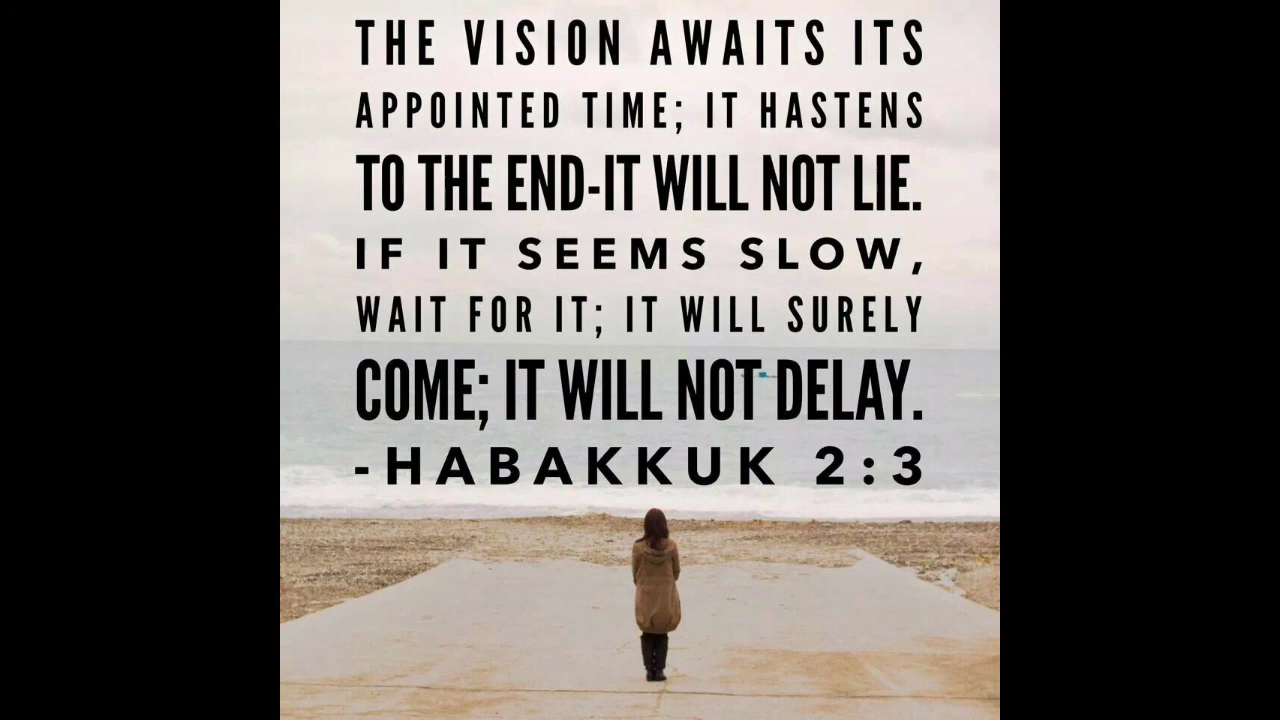 THE VISION AWAITS ITS
APPOINTED TIME; IT HASTENS
TO THE END-IT WILL NOT LIE.
IF IT SEEMS SLOW,
WAIT FOR IT; IT WILL SURELY
COME; IT WILL NOT DELAY.
-HABAKKUK 2:3